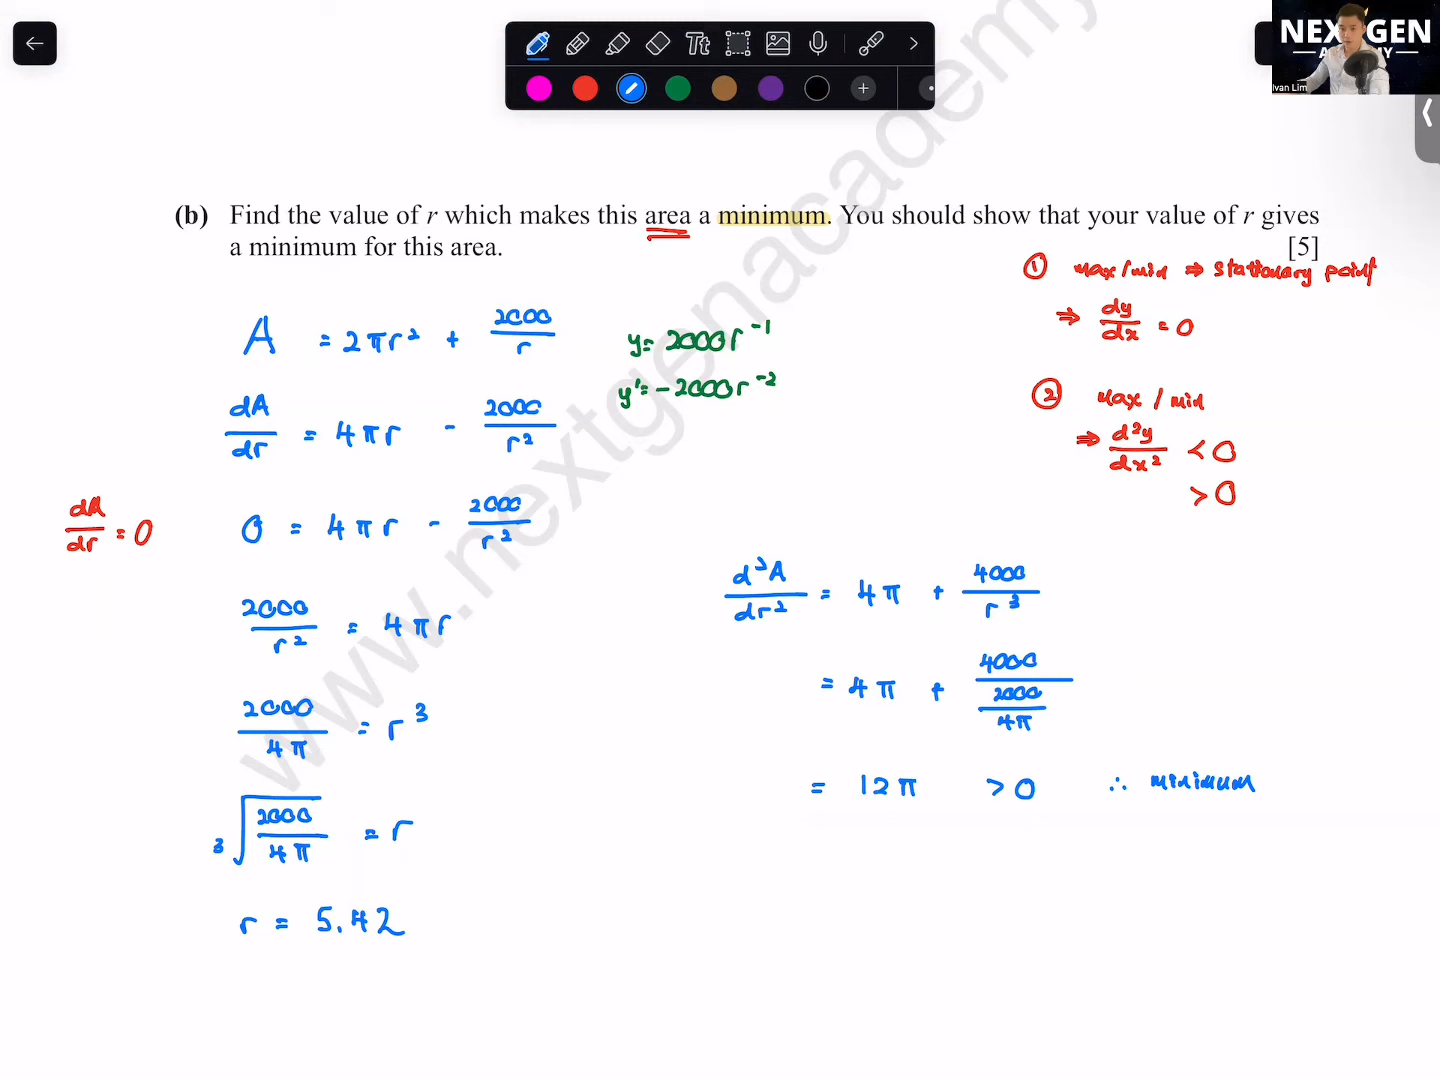 Tt
NEXTGEN
ACADEMY
Ivan Lim
(b) Find the value of r which makes this area a minimum. You should show that your value of r gives
a minimum for this area. [5]
① max/min ⇒ stationary point
⇒ dy/dx = 0
② max / min
⇒ d²y/dx² < 0
> 0
A = 2πr² + 2000/r
y = 2000r⁻¹
y' = -2000r⁻²
dA/dr = 4πr - 2000/r²
dA/dr = 0
0 = 4πr - 2000/r²
2000/r² = 4πr
2000/4π = r³
³√(2000/4π) = r
r = 5.42
d²A/dr² = 4π + 4000/r³
= 4π + 4000/(2000/4π)
= 12π > 0 ∴ minimum
www.nextgenacademy